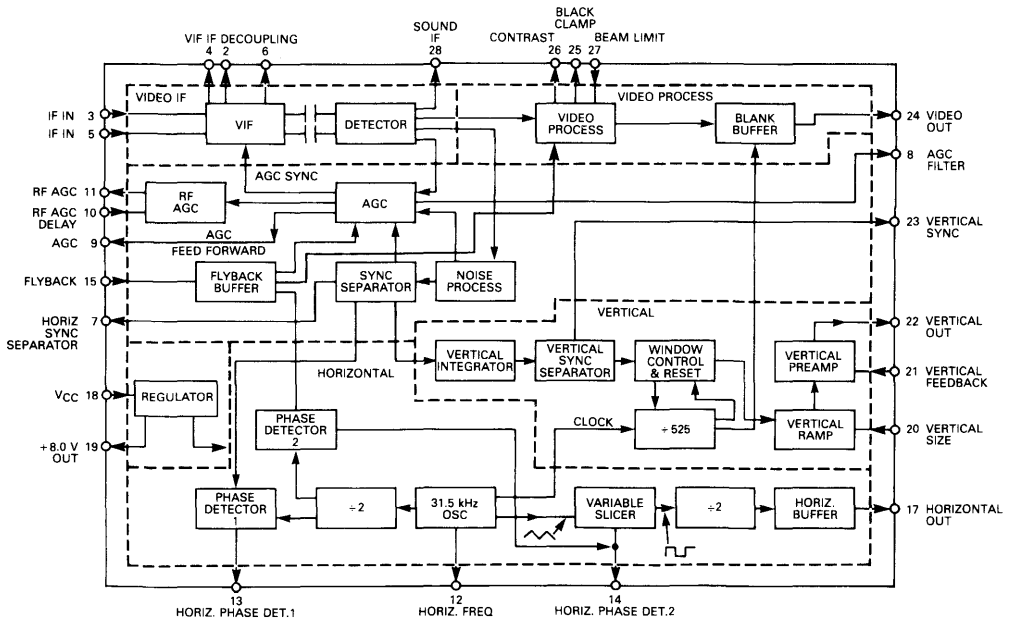 BLACK
CLAMP
VIF IF DECOUPLING
4 2 6
SOUND
IF
28
CONTRAST
26
25
BEAM LIMIT
27
VIDEO IF
VIDEO PROCESS
IF IN 3
IF IN 5
VIF
DETECTOR
VIDEO
PROCESS
BLANK
BUFFER
24 VIDEO
OUT
8 AGC
FILTER
AGC SYNC
RF AGC 11
RF AGC 10
DELAY
RF
AGC
AGC
AGC 9
AGC
FEED FORWARD
23 VERTICAL
SYNC
FLYBACK 15
FLYBACK
BUFFER
SYNC
SEPARATOR
NOISE
PROCESS
HORIZ 7
SYNC
SEPARATOR
VERTICAL
22 VERTICAL
OUT
HORIZONTAL
VERTICAL
INTEGRATOR
VERTICAL
SYNC
SEPARATOR
WINDOW
CONTROL
& RESET
VERTICAL
PREAMP
21 VERTICAL
FEEDBACK
VCC 18
REGULATOR
+8.0 V 19
OUT
PHASE
DETECTOR
2
CLOCK
÷525
VERTICAL
RAMP
20 VERTICAL
SIZE
PHASE
DETECTOR
1
÷2
31.5 kHz
OSC
VARIABLE
SLICER
÷2
HORIZ.
BUFFER
17 HORIZONTAL
OUT
13
HORIZ. PHASE DET.1
12
HORIZ. FREQ
14
HORIZ. PHASE DET.2